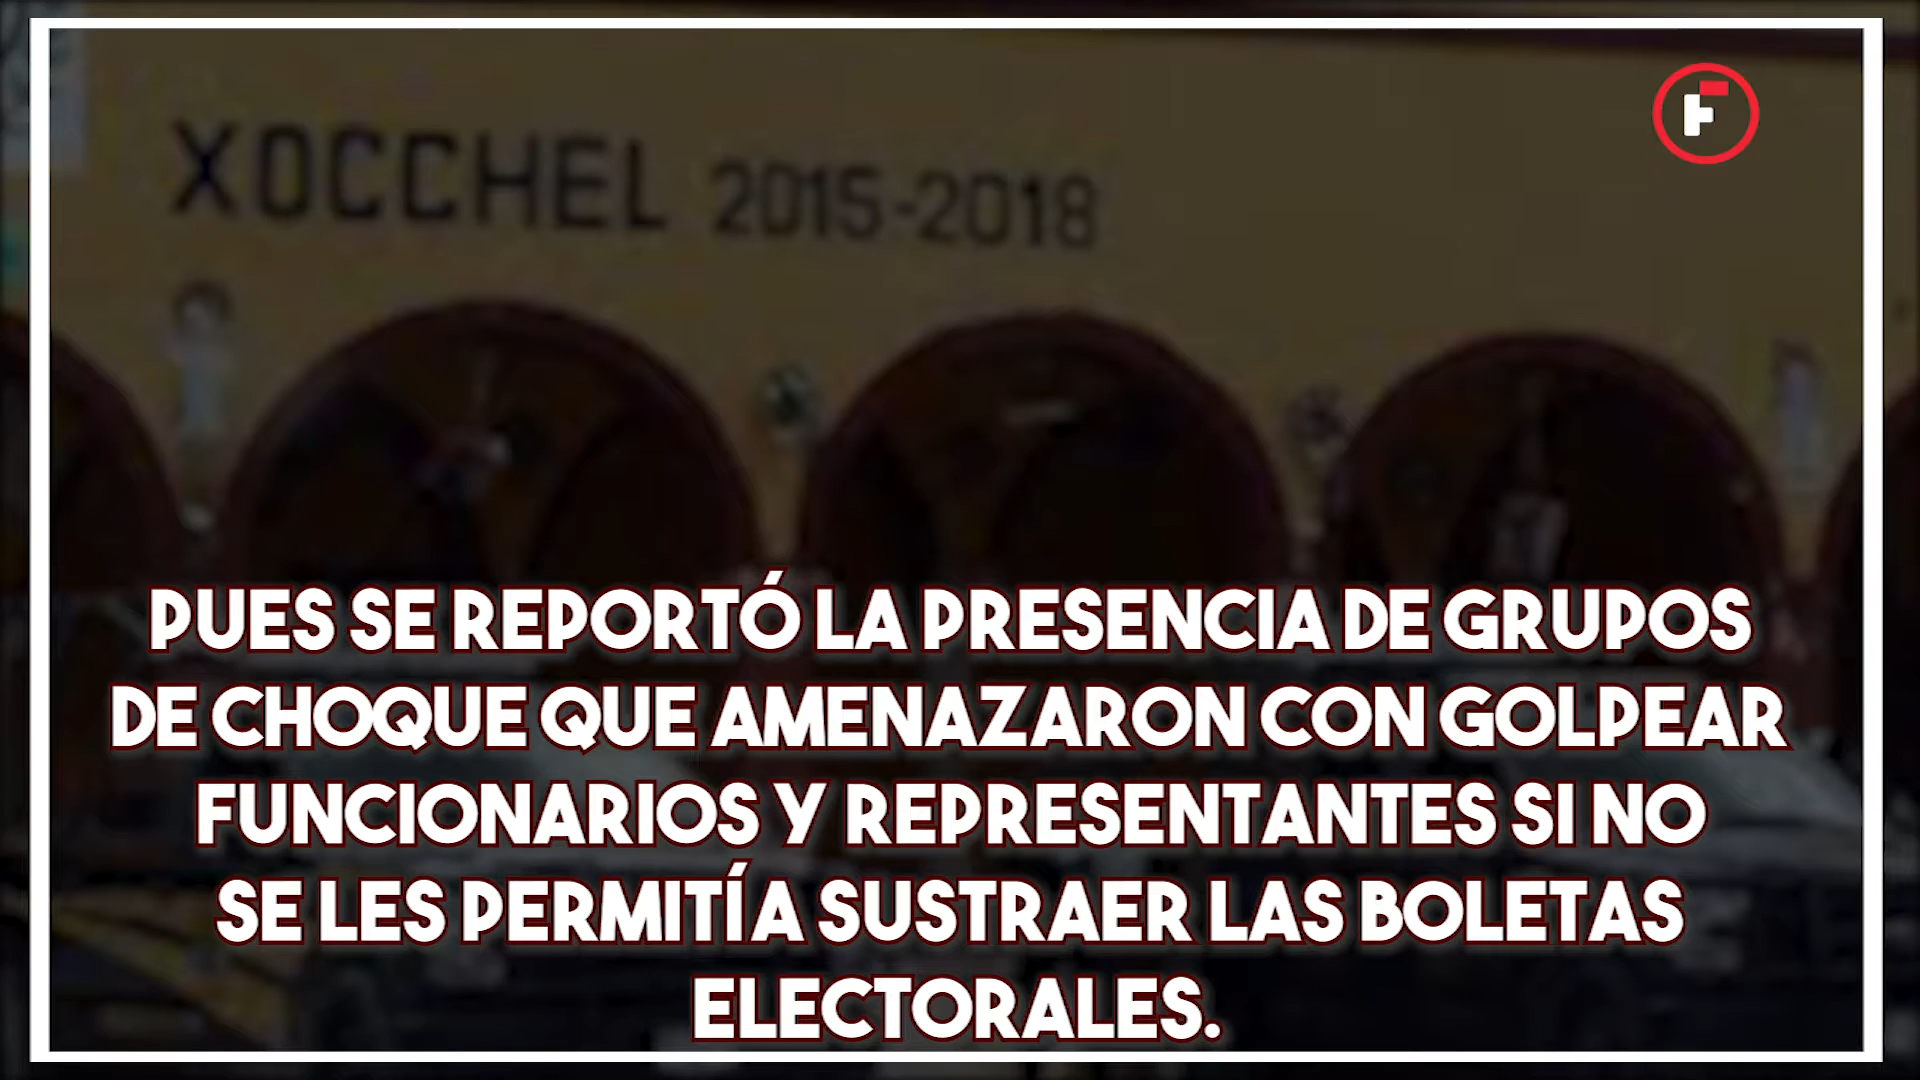 XOCCHEL 2015-2018
PUES SE REPORTÓ LA PRESENCIA DE GRUPOS
DE CHOQUE QUE AMENAZARON CON GOLPEAR
FUNCIONARIOS Y REPRESENTANTES SI NO
SE LES PERMITÍA SUSTRAER LAS BOLETAS
ELECTORALES.